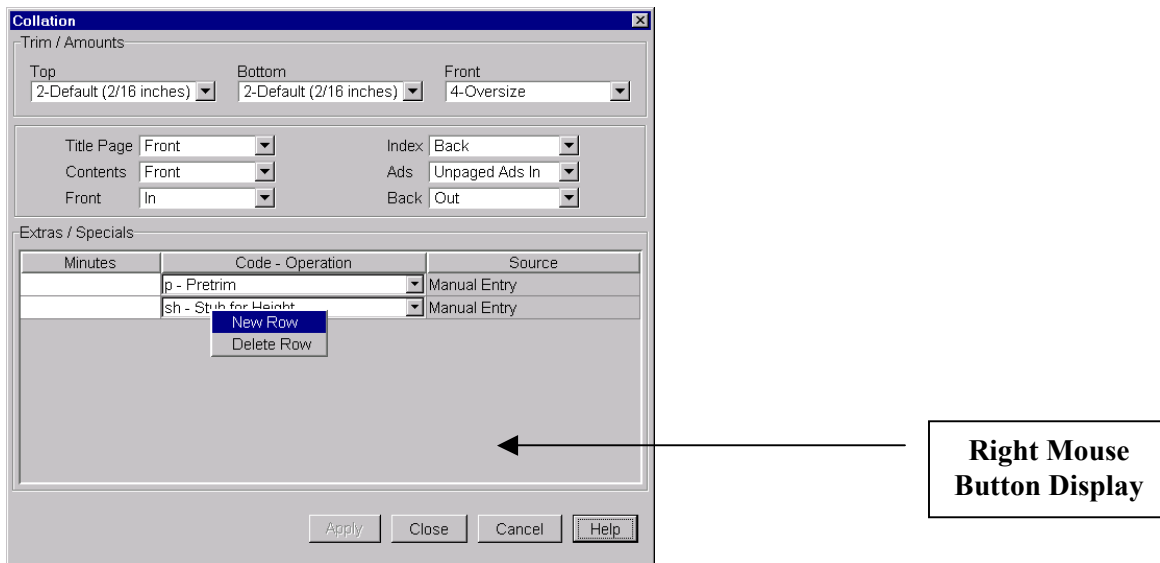 Collation
Trim / Amounts
Top Bottom Front
2-Default (2/16 inches) 2-Default (2/16 inches) 4-Oversize
Title Page Front Index Back
Contents Front Ads Unpaged Ads In
Front In Back Out
Extras / Specials
Minutes Code - Operation Source
p - Pretrim Manual Entry
sh - Stub for Height Manual Entry
New Row
Delete Row
Right Mouse
Button Display
Apply Close Cancel Help